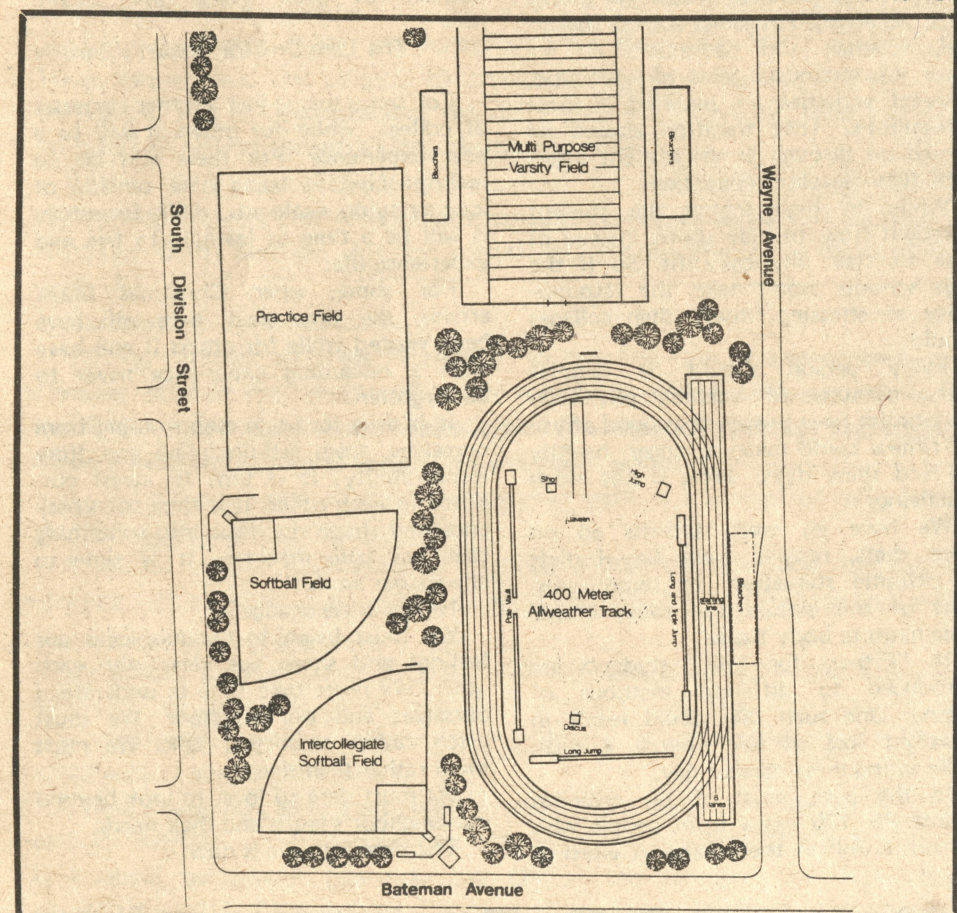 Bleachers
Multi Purpose
Varsity Field
Bleachers
Wayne Avenue
South Division Street
Practice Field
Shot
High
Jump
Javelin
Softball Field
400 Meter
Allweather Track
Pole Vault
Long and Triple Jump
starting
line
Bleachers
Intercollegiate
Softball Field
Discus
Long Jump
8
lanes
Bateman Avenue